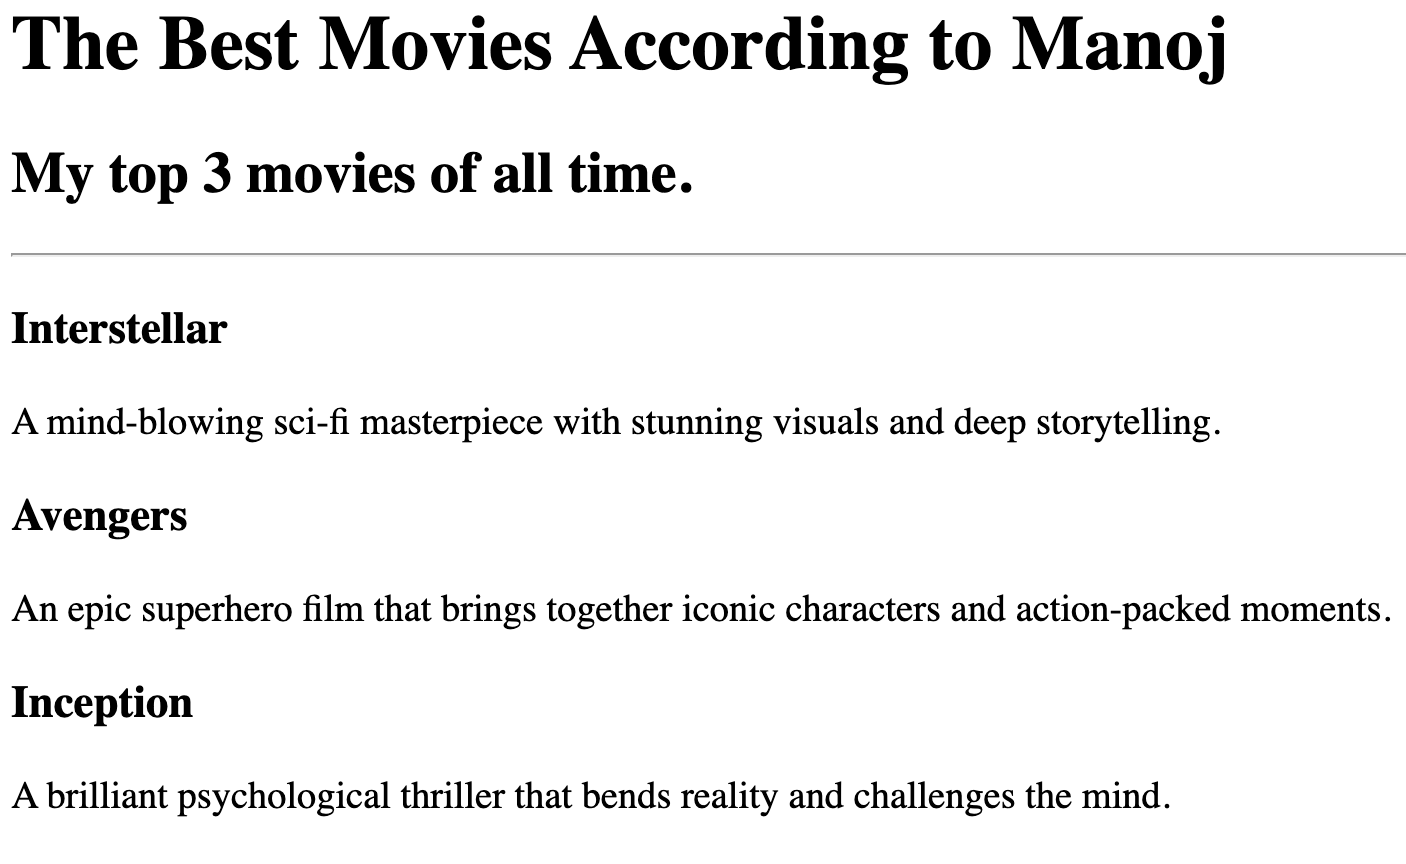 The Best Movies According to Manoj
My top 3 movies of all time.
Interstellar
A mind-blowing sci-fi masterpiece with stunning visuals and deep storytelling.
Avengers
An epic superhero film that brings together iconic characters and action-packed moments.
Inception
A brilliant psychological thriller that bends reality and challenges the mind.